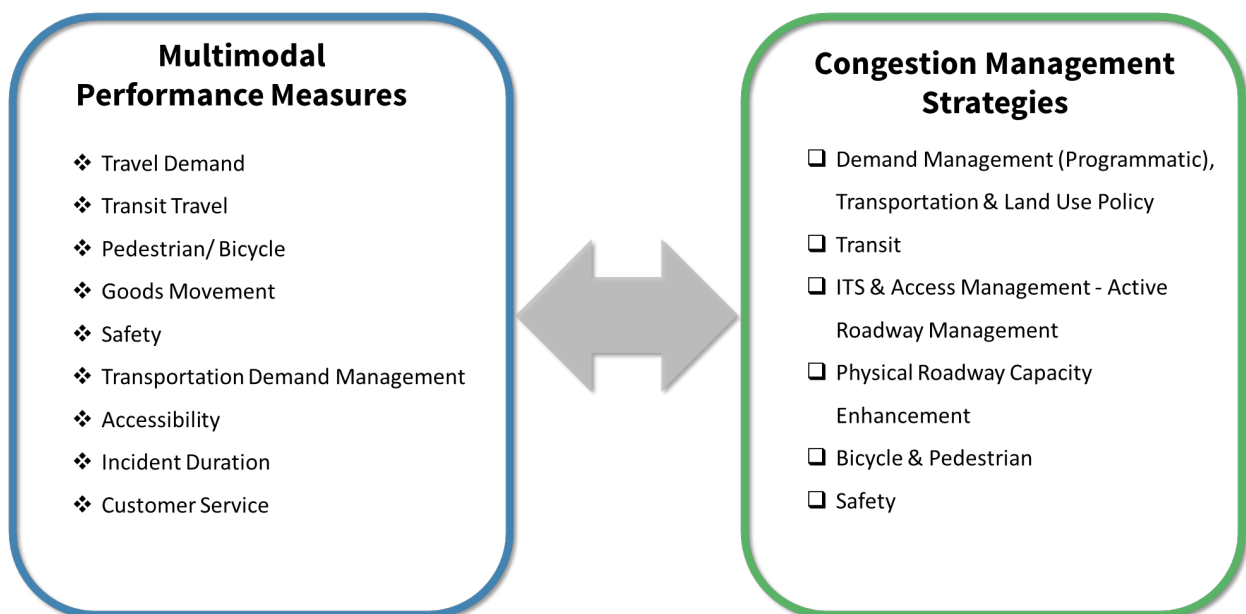 Multimodal
Performance Measures
❖ Travel Demand
❖ Transit Travel
❖ Pedestrian/ Bicycle
❖ Goods Movement
❖ Safety
❖ Transportation Demand Management
❖ Accessibility
❖ Incident Duration
❖ Customer Service
Congestion Management
Strategies
❑ Demand Management (Programmatic),
Transportation & Land Use Policy
❑ Transit
❑ ITS & Access Management - Active
Roadway Management
❑ Physical Roadway Capacity
Enhancement
❑ Bicycle & Pedestrian
❑ Safety